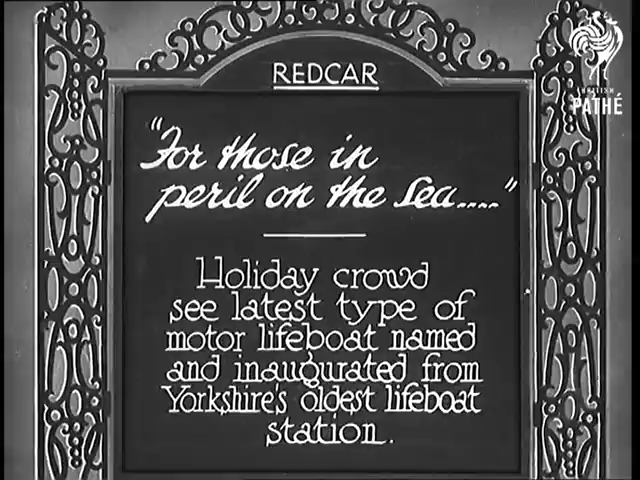 REDCAR
BRITISH
PATHÉ
"For those in
peril on the sea...."
Holiday crowd
see latest type of
motor lifeboat named
and inaugurated from
Yorkshire's oldest lifeboat
station.